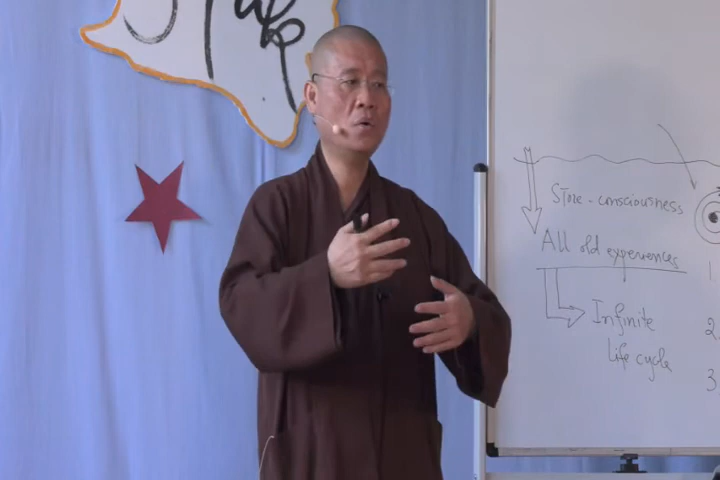 Store-consciousness
All old experiences
Infinite
life cycle
1
2.
3